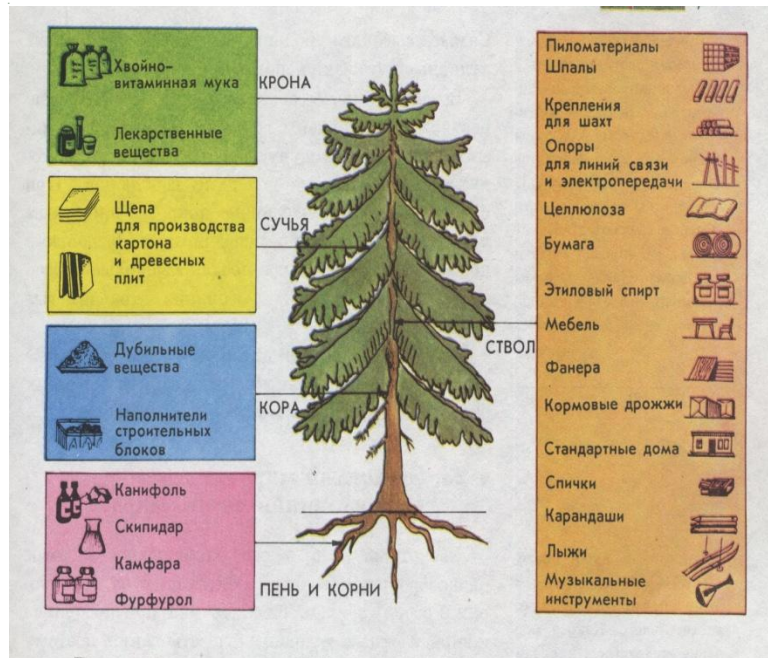 Хвойно-
витаминная мука
Лекарственные
вещества
КРОНА
Щепа
для производства
картона
и древесных
плит
СУЧЬЯ
Дубильные
вещества
Наполнители
строительных
блоков
КОРА
Канифоль
Скипидар
Камфара
Фурфурол
ПЕНЬ И КОРНИ
СТВОЛ
Пиломатериалы
Шпалы
Крепления
для шахт
Опоры
для линий связи
и электропередачи
Целлюлоза
Бумага
Этиловый спирт
Мебель
Фанера
Кормовые дрожжи
Стандартные дома
Спички
Карандаши
Лыжи
Музыкальные
инструменты